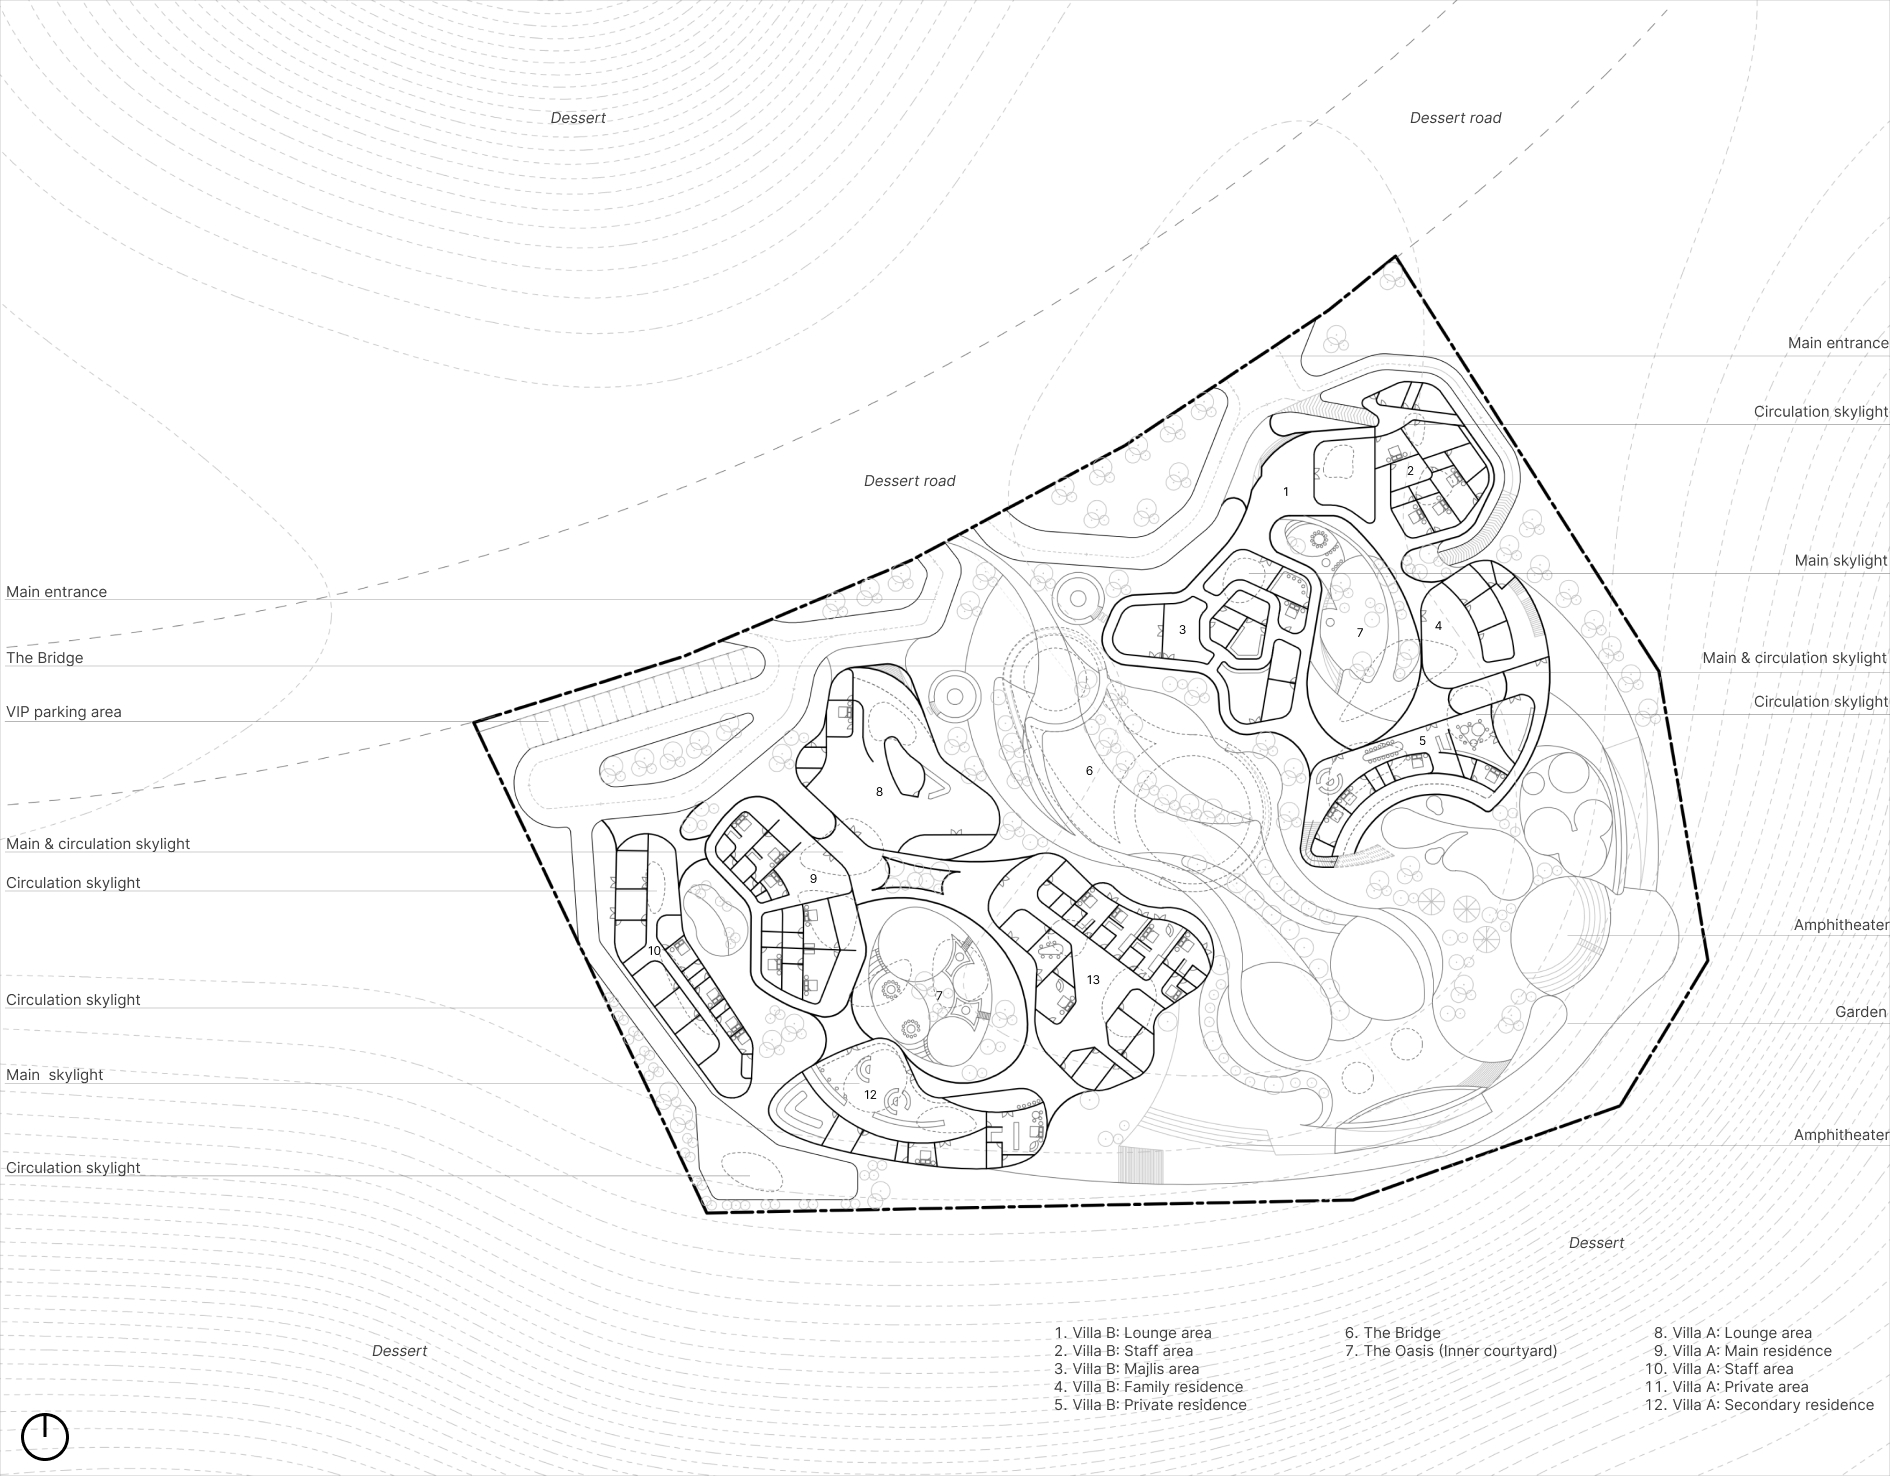 Dessert
Dessert road
Main entrance
Circulation skylight
Dessert road
Main skylight
Main entrance
The Bridge
Main & circulation skylight
VIP parking area
Circulation skylight
1
2
3
4
7
5
6
8
Main & circulation skylight
Circulation skylight
9
10
13
7
12
Amphitheater
Circulation skylight
Garden
Main skylight
Amphitheater
Circulation skylight
Dessert
Dessert
1. Villa B: Lounge area
2. Villa B: Staff area
3. Villa B: Majlis area
4. Villa B: Family residence
5. Villa B: Private residence
6. The Bridge
7. The Oasis (Inner courtyard)
8. Villa A: Lounge area
9. Villa A: Main residence
10. Villa A: Staff area
11. Villa A: Private area
12. Villa A: Secondary residence